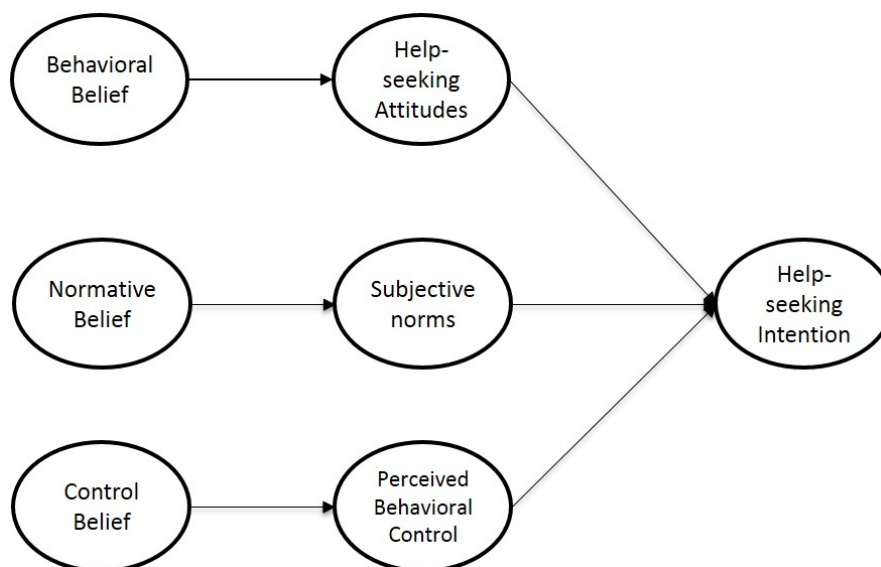 Behavioral
Belief
Help-
seeking
Attitudes
Normative
Belief
Subjective
norms
Help-
seeking
Intention
Control
Belief
Perceived
Behavioral
Control